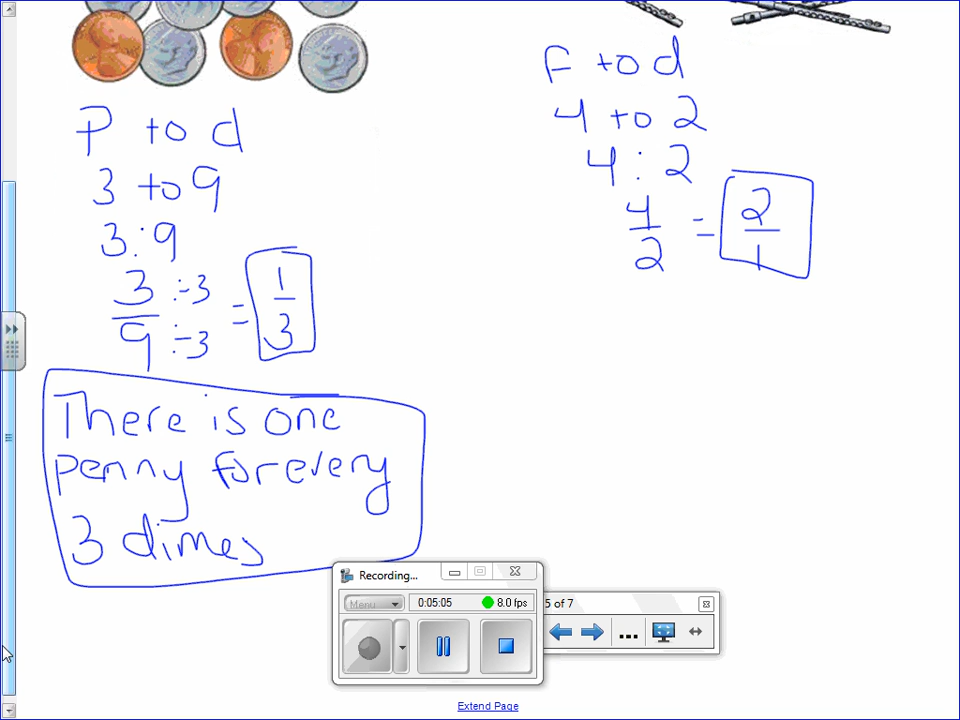 P to d
3 to 9
3:9
3/9 ÷3 ÷3 = 1/3
There is one
penny for every
3 dimes
F to d
4 to 2
4:2
4/2 = 2/1
Recording...
Menu
0:05:05
8.0 fps
5 of 7
...
Extend Page